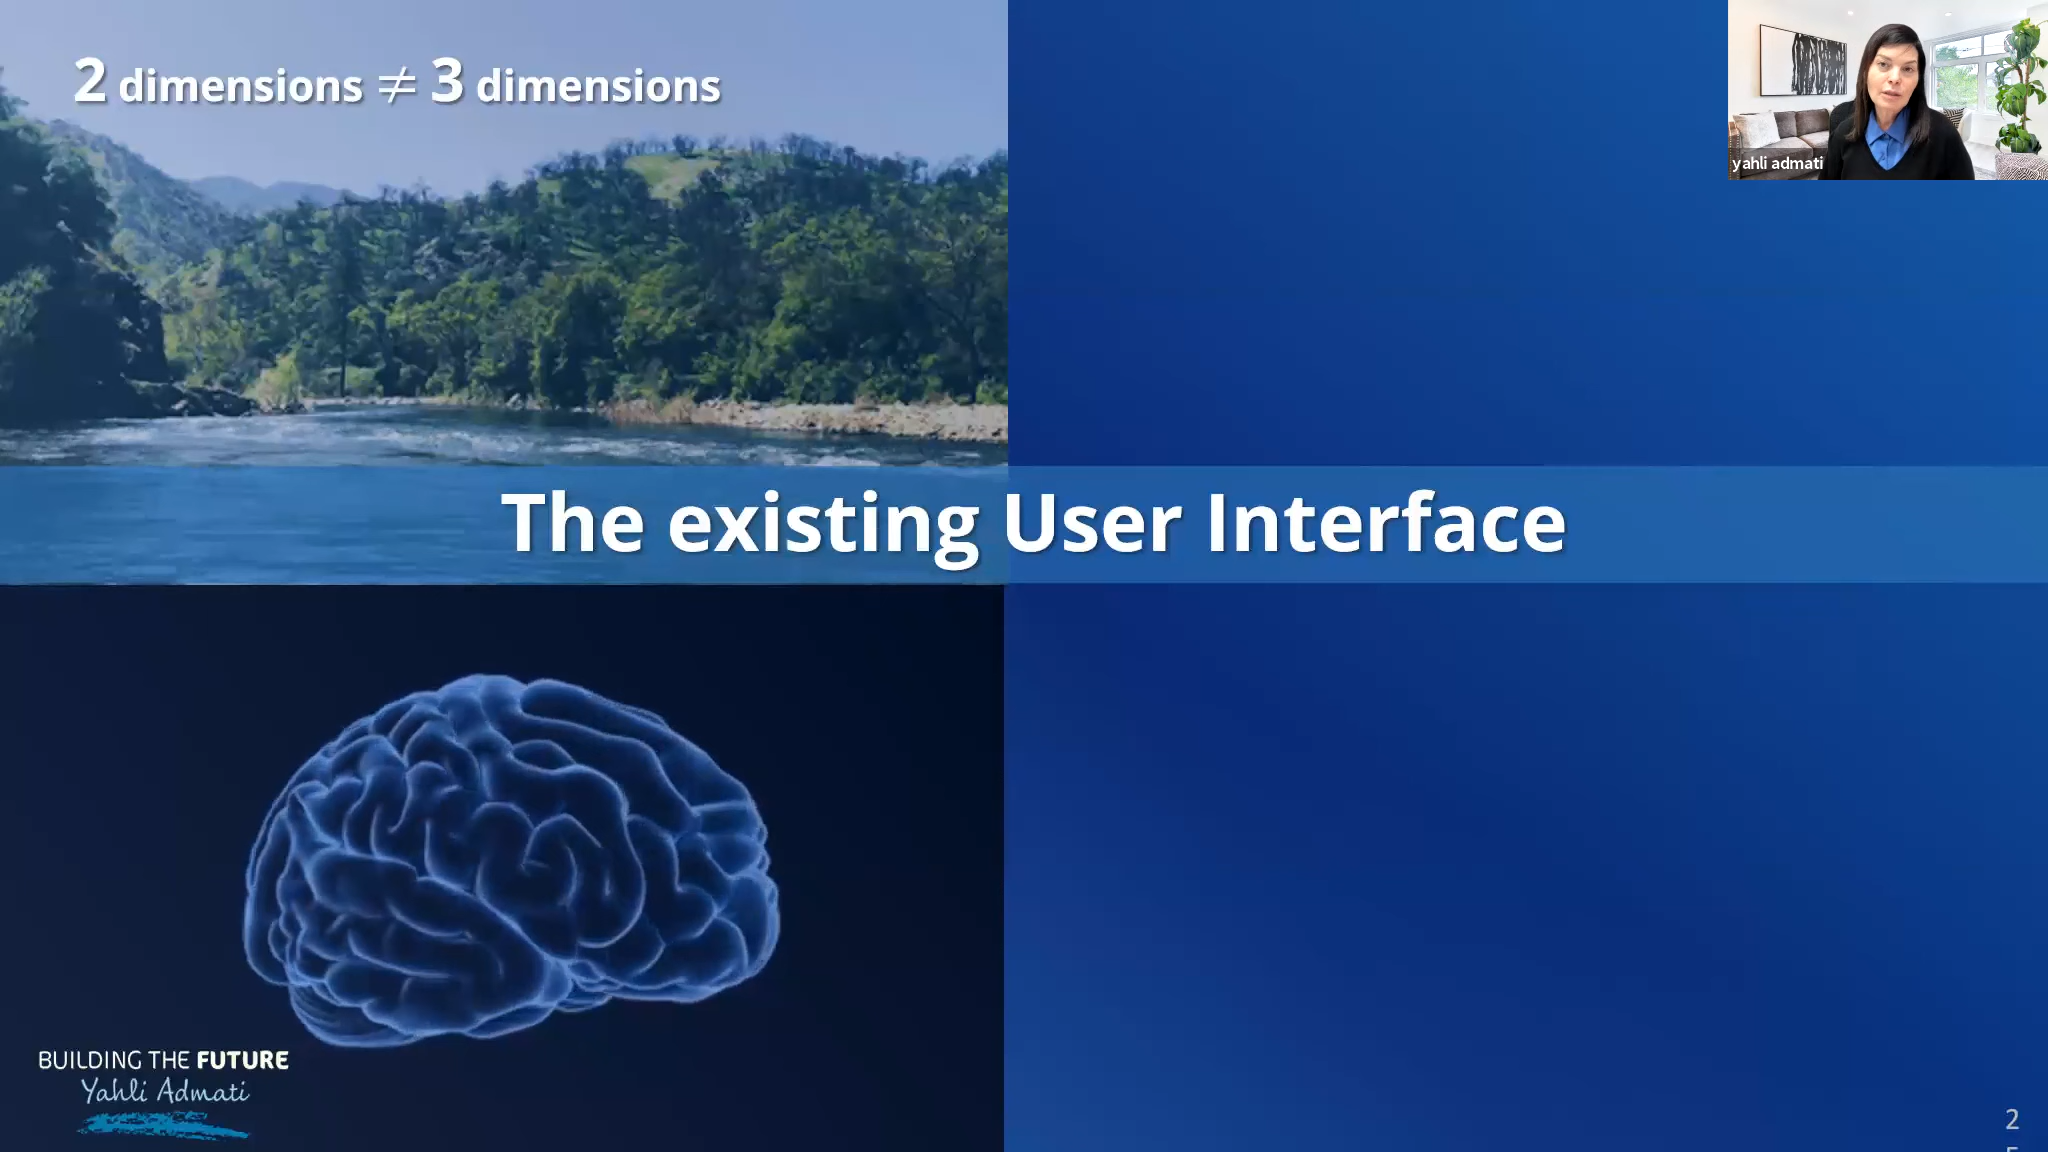 2 dimensions ≠ 3 dimensions
yahli admati
The existing User Interface
BUILDING THE FUTURE
Yahli Admati
2